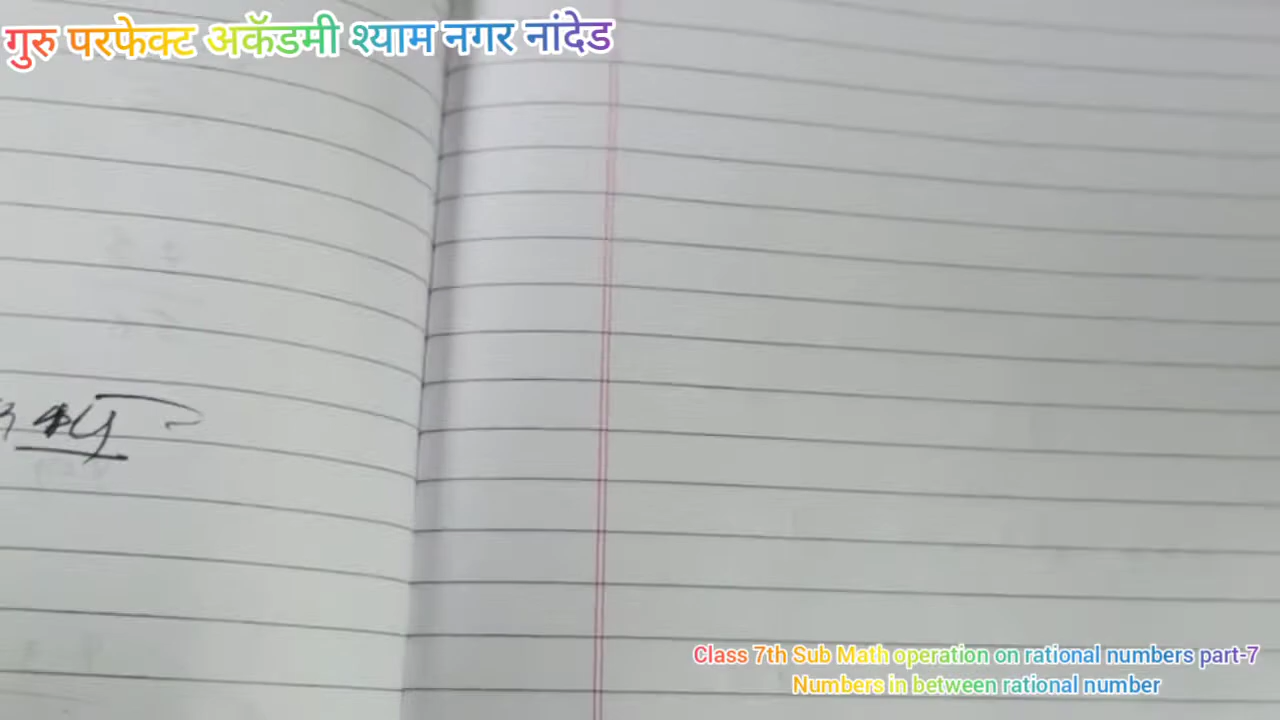 गुरु परफेक्ट अकॅडमी श्याम नगर नांदेड
Class 7th Sub Math operation on rational numbers part-7
Numbers in between rational number